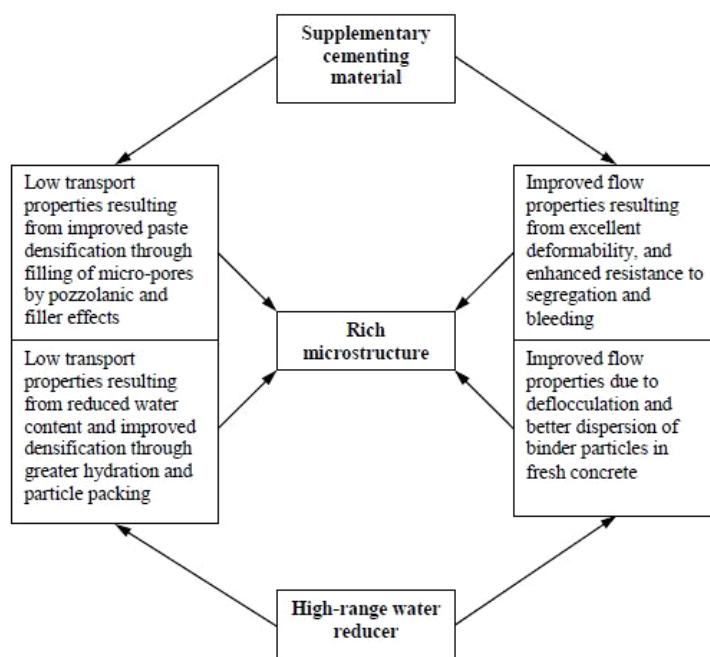 Supplementary
cementing
material
Low transport
properties resulting
from improved paste
densification through
filling of micro-pores
by pozzolanic and
filler effects
Improved flow
properties resulting
from excellent
deformability, and
enhanced resistance to
segregation and
bleeding
Rich
microstructure
Low transport
properties resulting
from reduced water
content and improved
densification through
greater hydration and
particle packing
Improved flow
properties due to
deflocculation and
better dispersion of
binder particles in
fresh concrete
High-range water
reducer